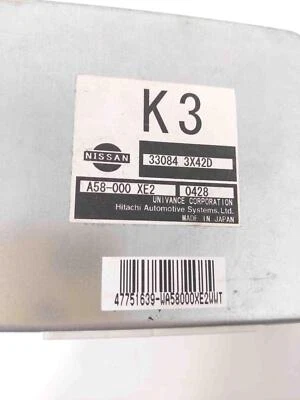 K3
NISSAN
33084 3X42D
A58-000 XE2 0428
UNIVANCE CORPORATION
Hitachi Automotive Systems, Ltd.
MADE IN JAPAN
47751639-WA58000XE2WWT